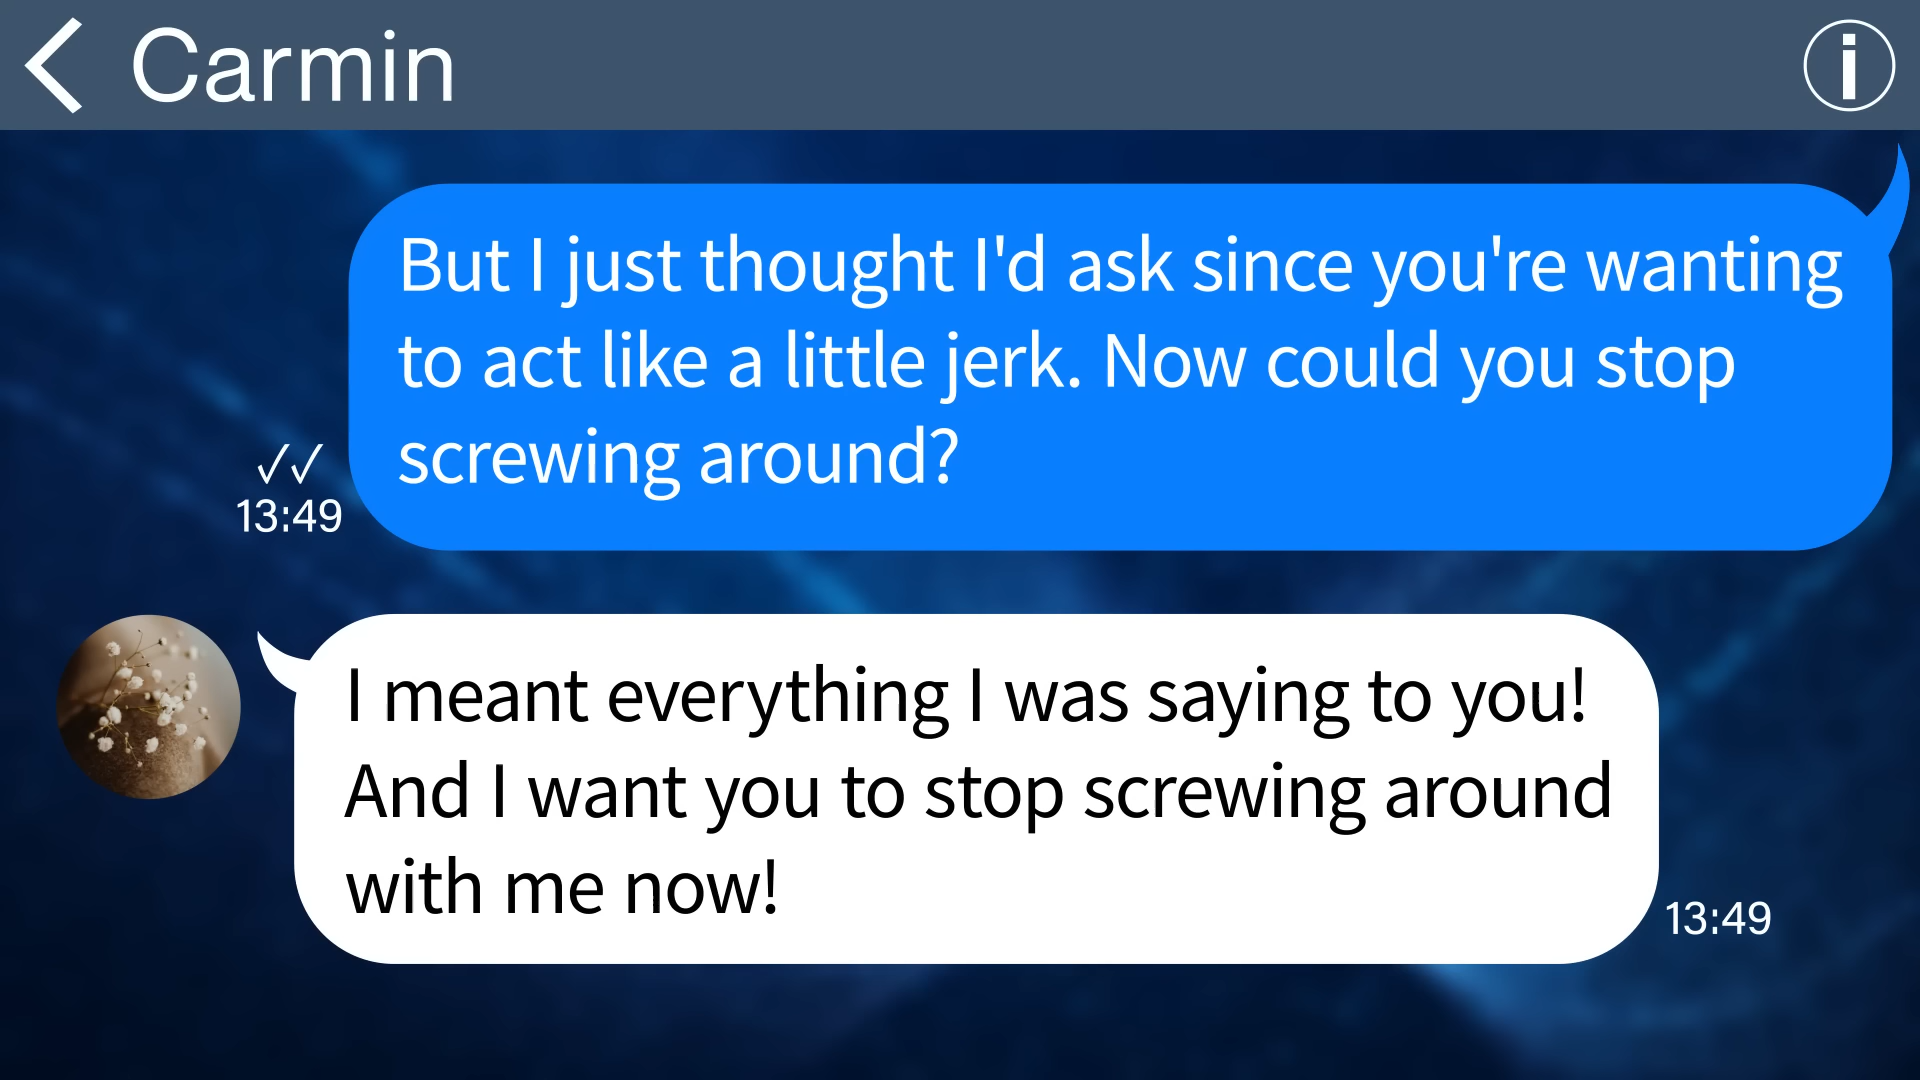 Carmin
But I just thought I'd ask since you're wanting
to act like a little jerk. Now could you stop
screwing around?
13:49
I meant everything I was saying to you!
And I want you to stop screwing around
with me now!
13:49